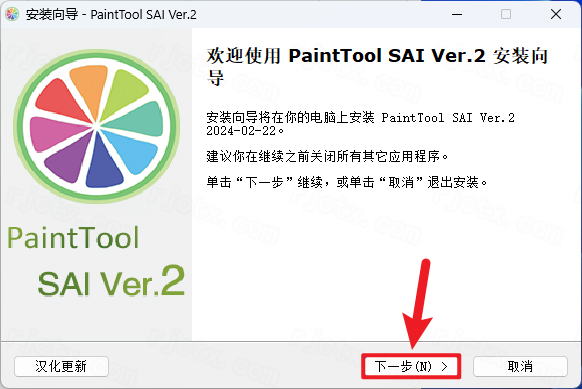 安装向导 - PaintTool SAI Ver.2
欢迎使用 PaintTool SAI Ver.2 安装向
导
安装向导将在你的电脑上安装 PaintTool SAI Ver.2
2024-02-22。
建议你在继续之前关闭所有其它应用程序。
单击“下一步”继续，或单击“取消”退出安装。
PaintTool
SAI Ver.2
汉化更新
下一步(N) >
取消